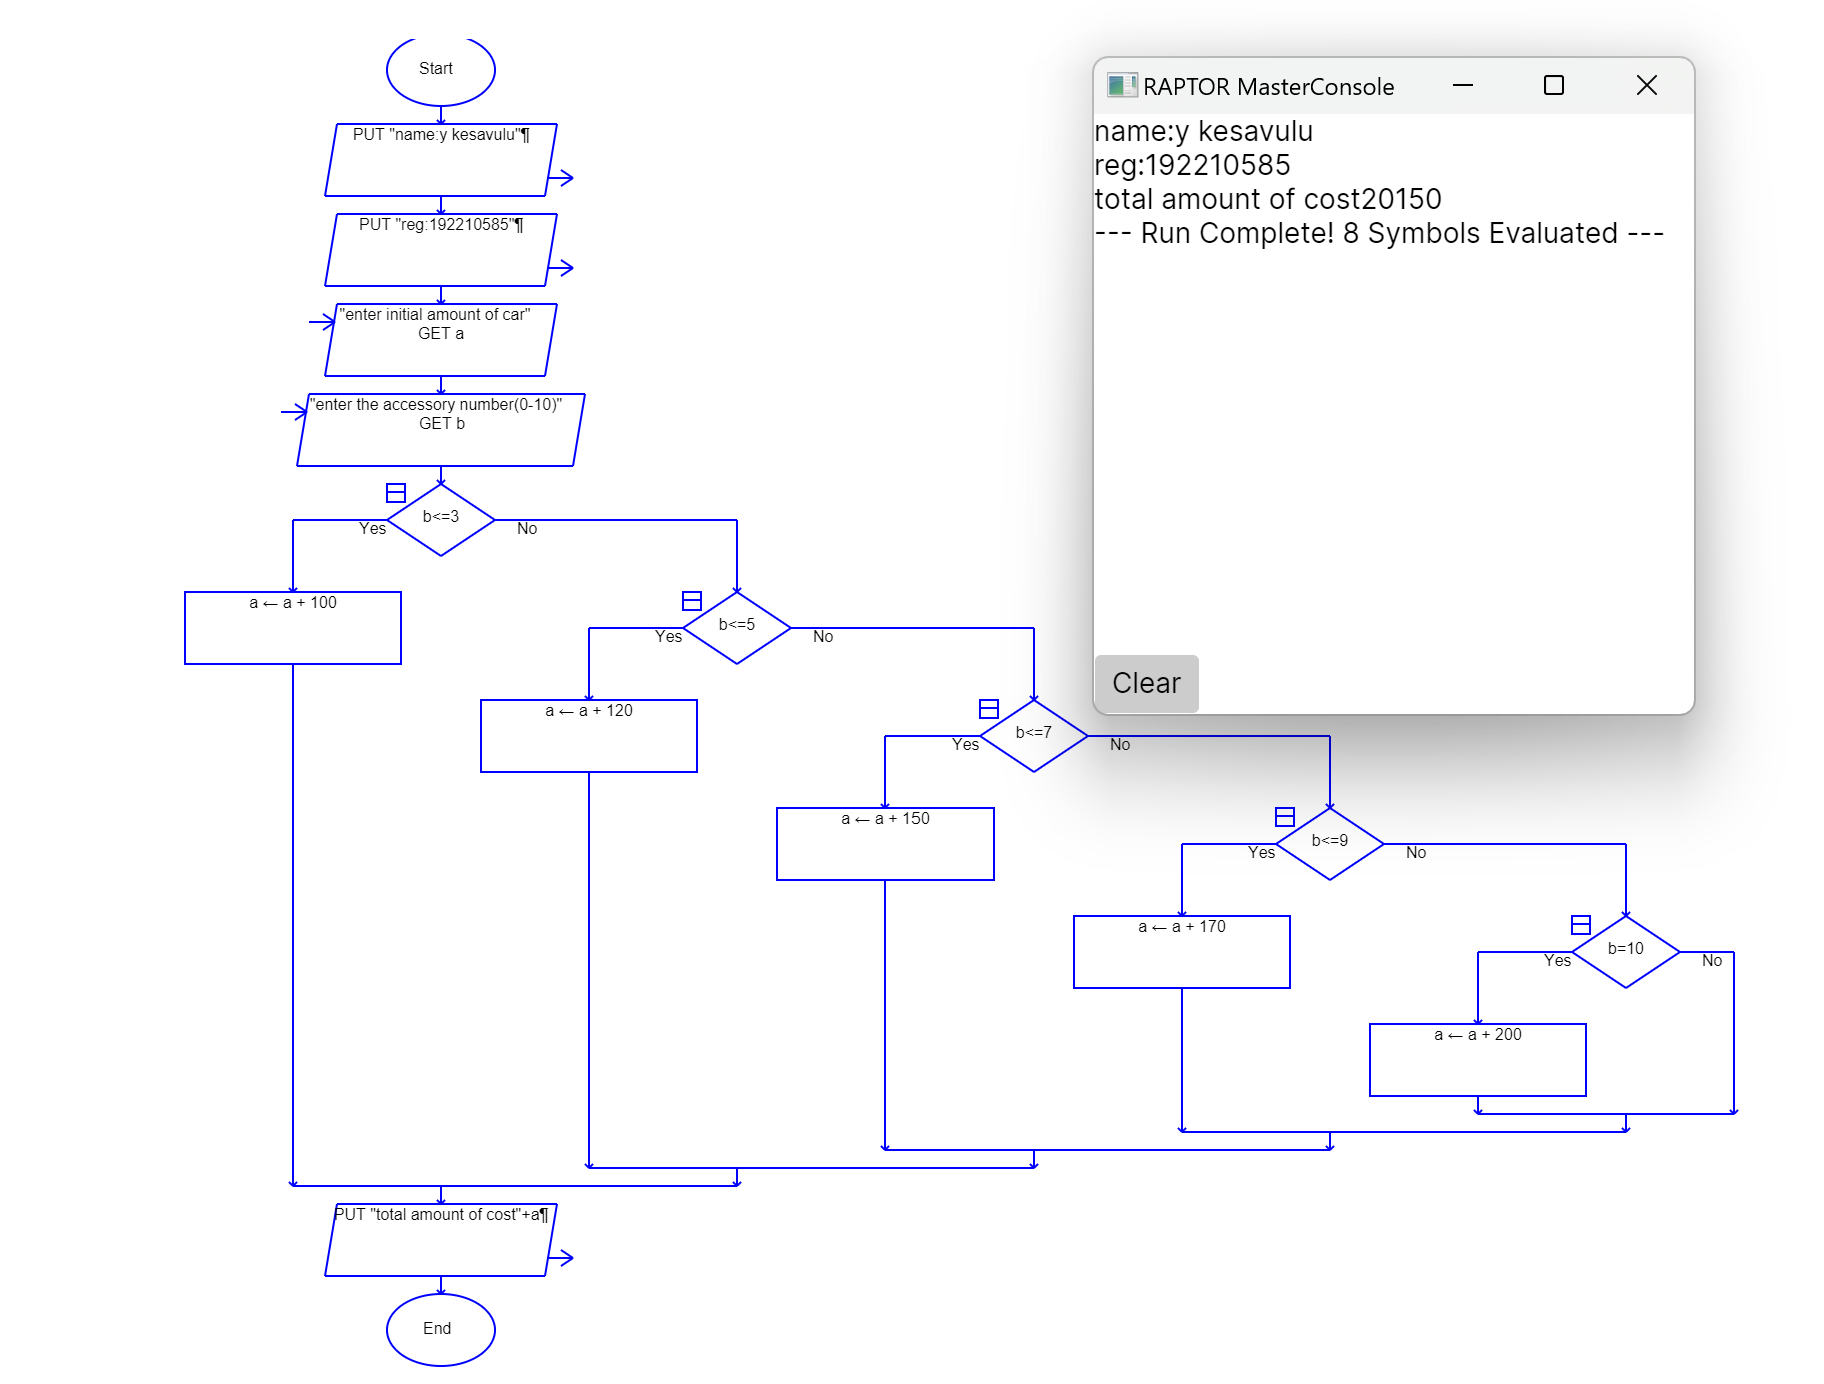 Start
PUT "name:y kesavulu"¶
PUT "reg:192210585"¶
"enter initial amount of car"
GET a
"enter the accessory number(0-10)"
GET b
b<=3
Yes
No
a ← a + 100
b<=5
Yes
No
a ← a + 120
b<=7
Yes
No
a ← a + 150
b<=9
Yes
No
a ← a + 170
b=10
Yes
No
a ← a + 200
PUT "total amount of cost"+a¶
End
RAPTOR MasterConsole
name:y kesavulu
reg:192210585
total amount of cost20150
--- Run Complete! 8 Symbols Evaluated ---
Clear